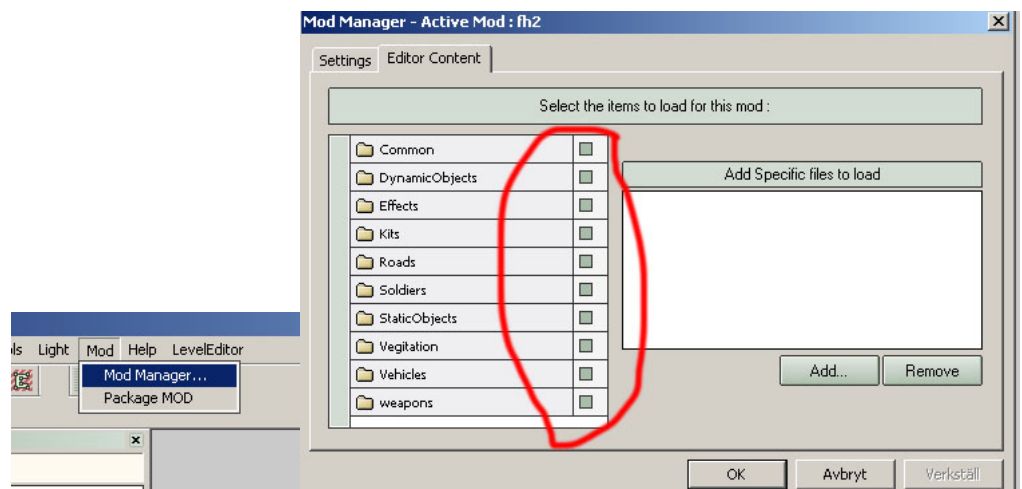 Mod Manager - Active Mod : fh2
Settings Editor Content
Select the items to load for this mod :
Common
DynamicObjects
Effects
Kits
Roads
Soldiers
StaticObjects
Vegitation
Vehicles
weapons
Add Specific files to load
Add... Remove
OK Avbryt Verkställ
ls Light Mod Help LevelEditor
Mod Manager...
Package MOD